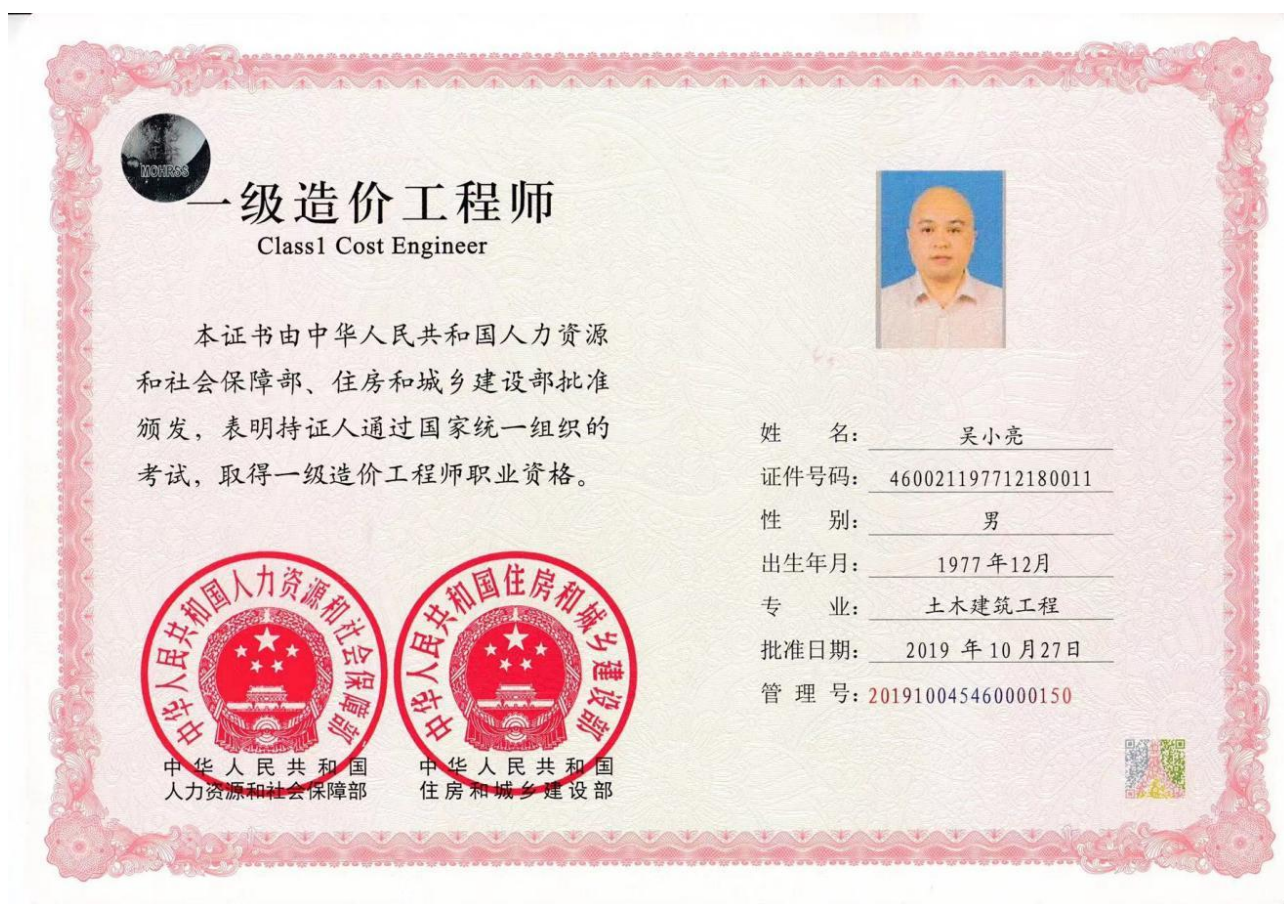 MOHRSS
一级造价工程师
Class1 Cost Engineer
本证书由中华人民共和国人力资源
和社会保障部、住房和城乡建设部批准
颁发，表明持证人通过国家统一组织的
考试，取得一级造价工程师职业资格。
中华人民共和国人力资源和社会保障部
中华人民共和国住房和城乡建设部
中华人民共和国
人力资源和社会保障部
中华人民共和国
住房和城乡建设部
姓 名：吴小亮
证件号码：460021197712180011
性 别：男
出生年月：1977年12月
专 业：土木建筑工程
批准日期：2019 年 10 月27日
管 理 号：201910045460000150